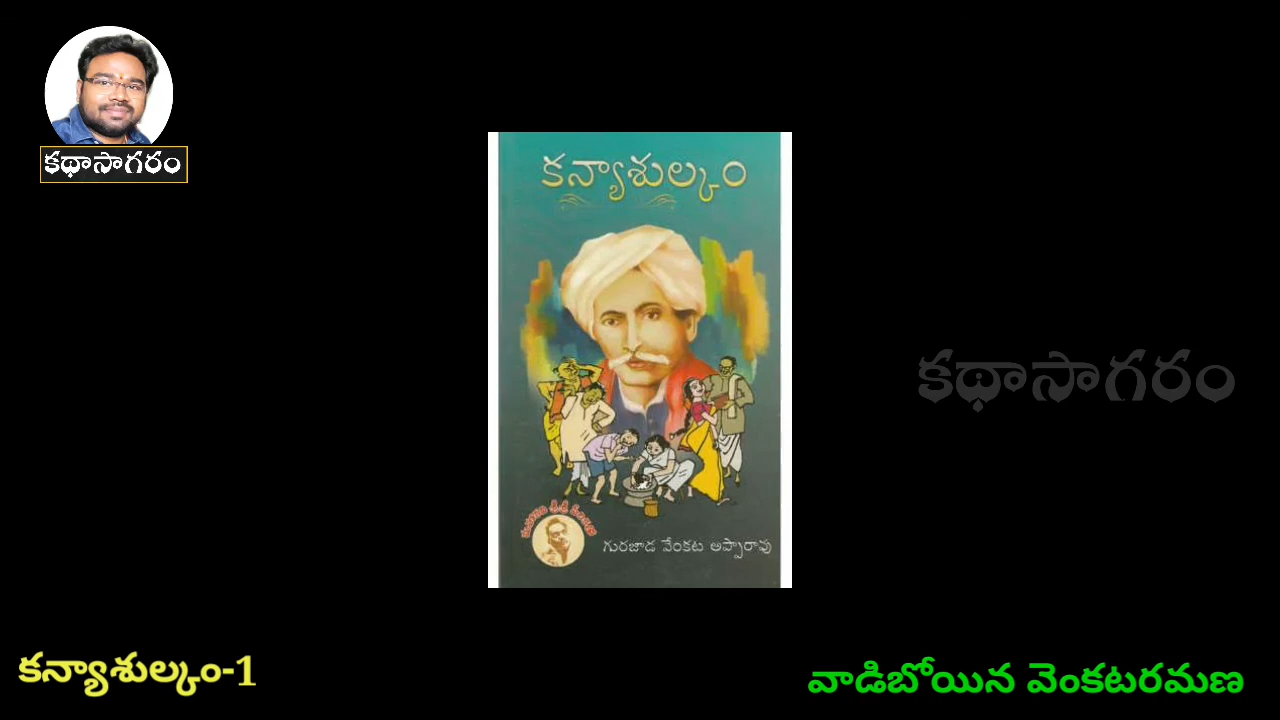 కథాసాగరం
కన్యాశుల్కం
కథాసాగరం
గురజాడ వేంకట అప్పారావు
కన్యాశుల్కం-1
వాడిబోయిన వెంకటరమణ